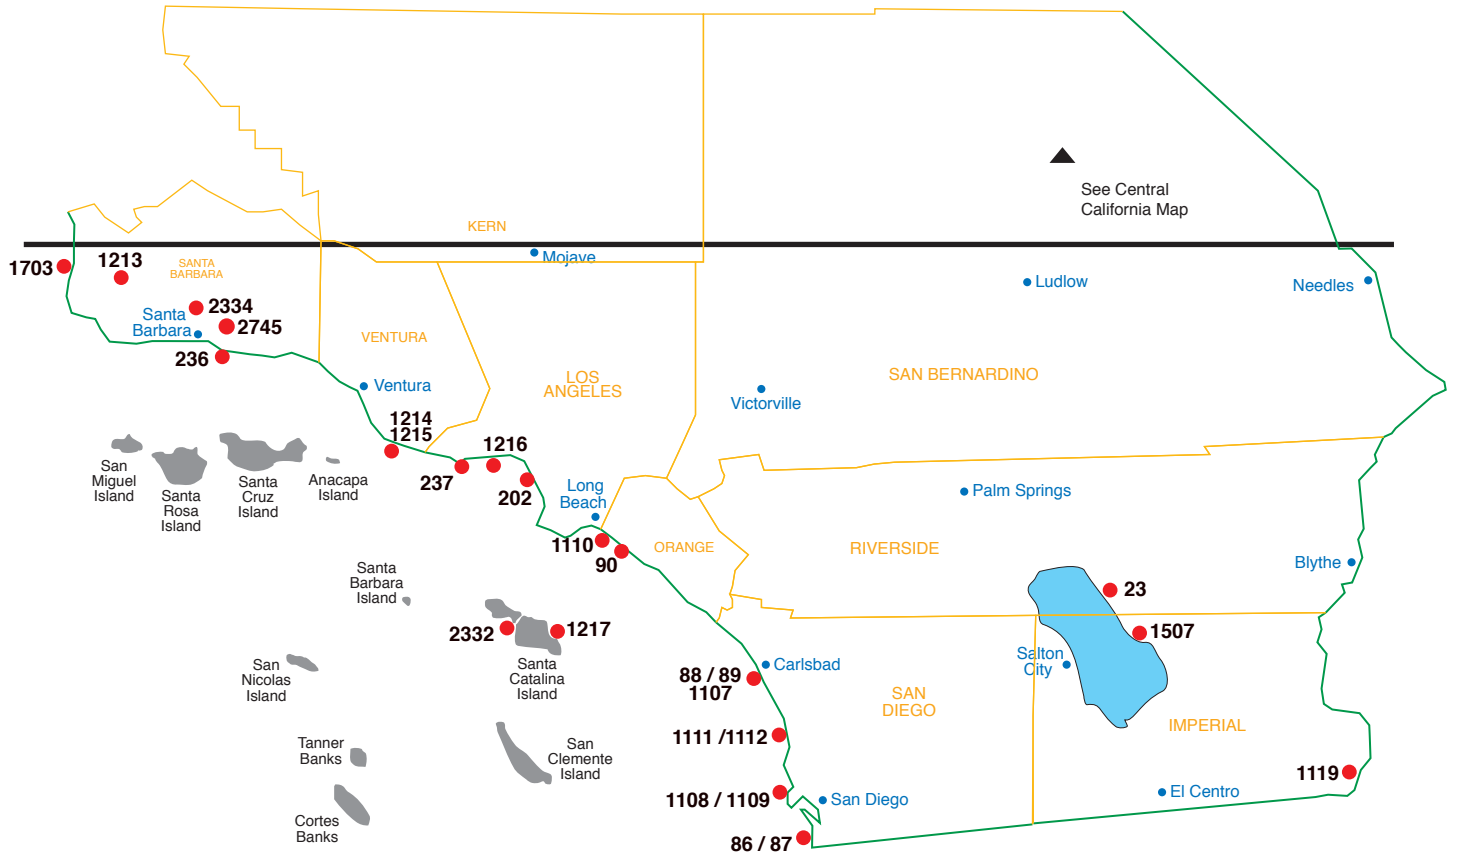 See Central
California Map
KERN
Mojave
1703
1213
SANTA
BARBARA
2334
Santa
Barbara
2745
236
VENTURA
Ventura
LOS
ANGELES
Ludlow
Needles
SAN BERNARDINO
Victorville
1214
1215
1216
237
202
San
Miguel
Island
Santa
Rosa
Island
Santa
Cruz
Island
Anacapa
Island
Long
Beach
1110
90
ORANGE
Palm Springs
RIVERSIDE
Blythe
23
1507
Salton
City
Santa
Barbara
Island
2332
1217
Santa
Catalina
Island
San
Nicolas
Island
Carlsbad
88 / 89
1107
SAN
DIEGO
IMPERIAL
1111 /1112
Tanner
Banks
San
Clemente
Island
1119
1108 / 1109
San Diego
El Centro
Cortes
Banks
86 / 87